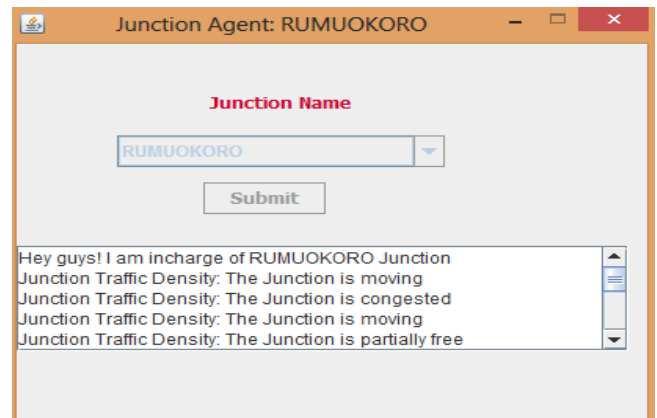 Junction Agent: RUMUOKORO
Junction Name
RUMUOKORO
Submit
Hey guys! I am incharge of RUMUOKORO Junction
Junction Traffic Density: The Junction is moving
Junction Traffic Density: The Junction is congested
Junction Traffic Density: The Junction is moving
Junction Traffic Density: The Junction is partially free